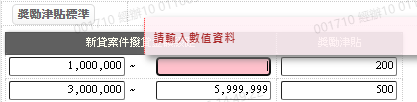 獎勵津貼標準
新貸案件撥貸
獎勵津貼
請輸入數值資料
1,000,000 ~ 200
3,000,000 ~ 5,999,999 500